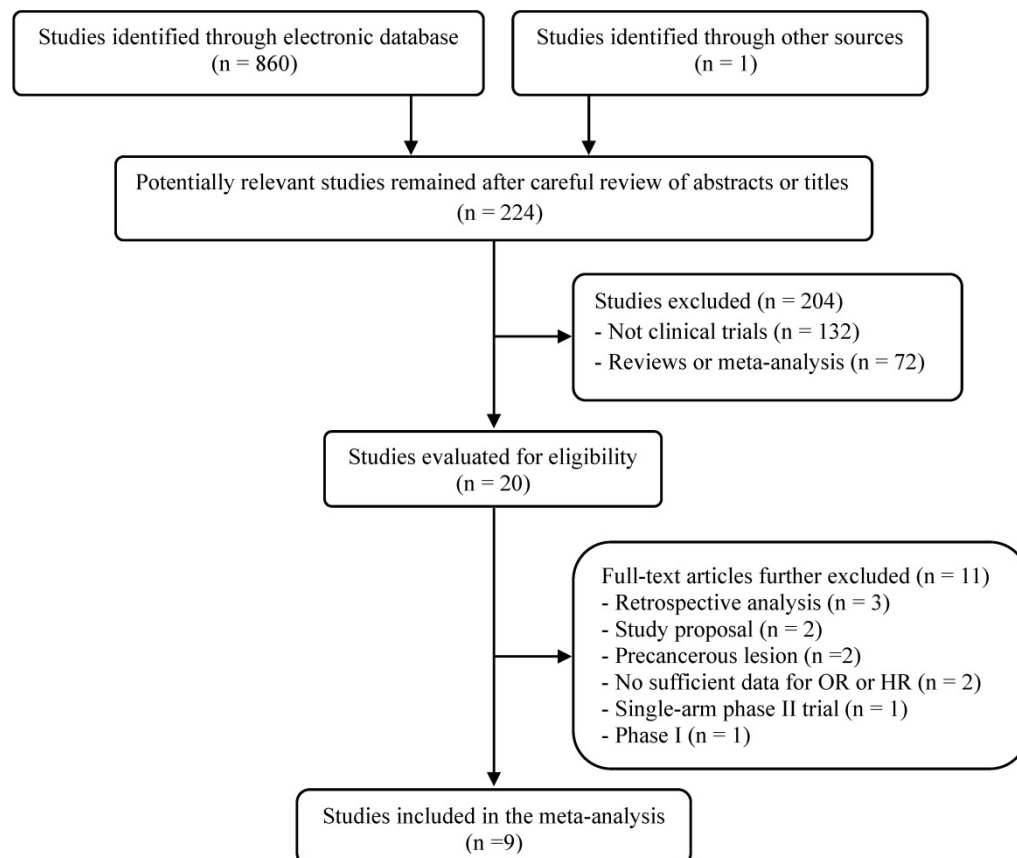 Studies identified through electronic database
(n = 860)
Studies identified through other sources
(n = 1)
Potentially relevant studies remained after careful review of abstracts or titles
(n = 224)
Studies excluded (n = 204)
- Not clinical trials (n = 132)
- Reviews or meta-analysis (n = 72)
Studies evaluated for eligibility
(n = 20)
Full-text articles further excluded (n = 11)
- Retrospective analysis (n = 3)
- Study proposal (n = 2)
- Precancerous lesion (n =2)
- No sufficient data for OR or HR (n = 2)
- Single-arm phase II trial (n = 1)
- Phase I (n = 1)
Studies included in the meta-analysis
(n =9)